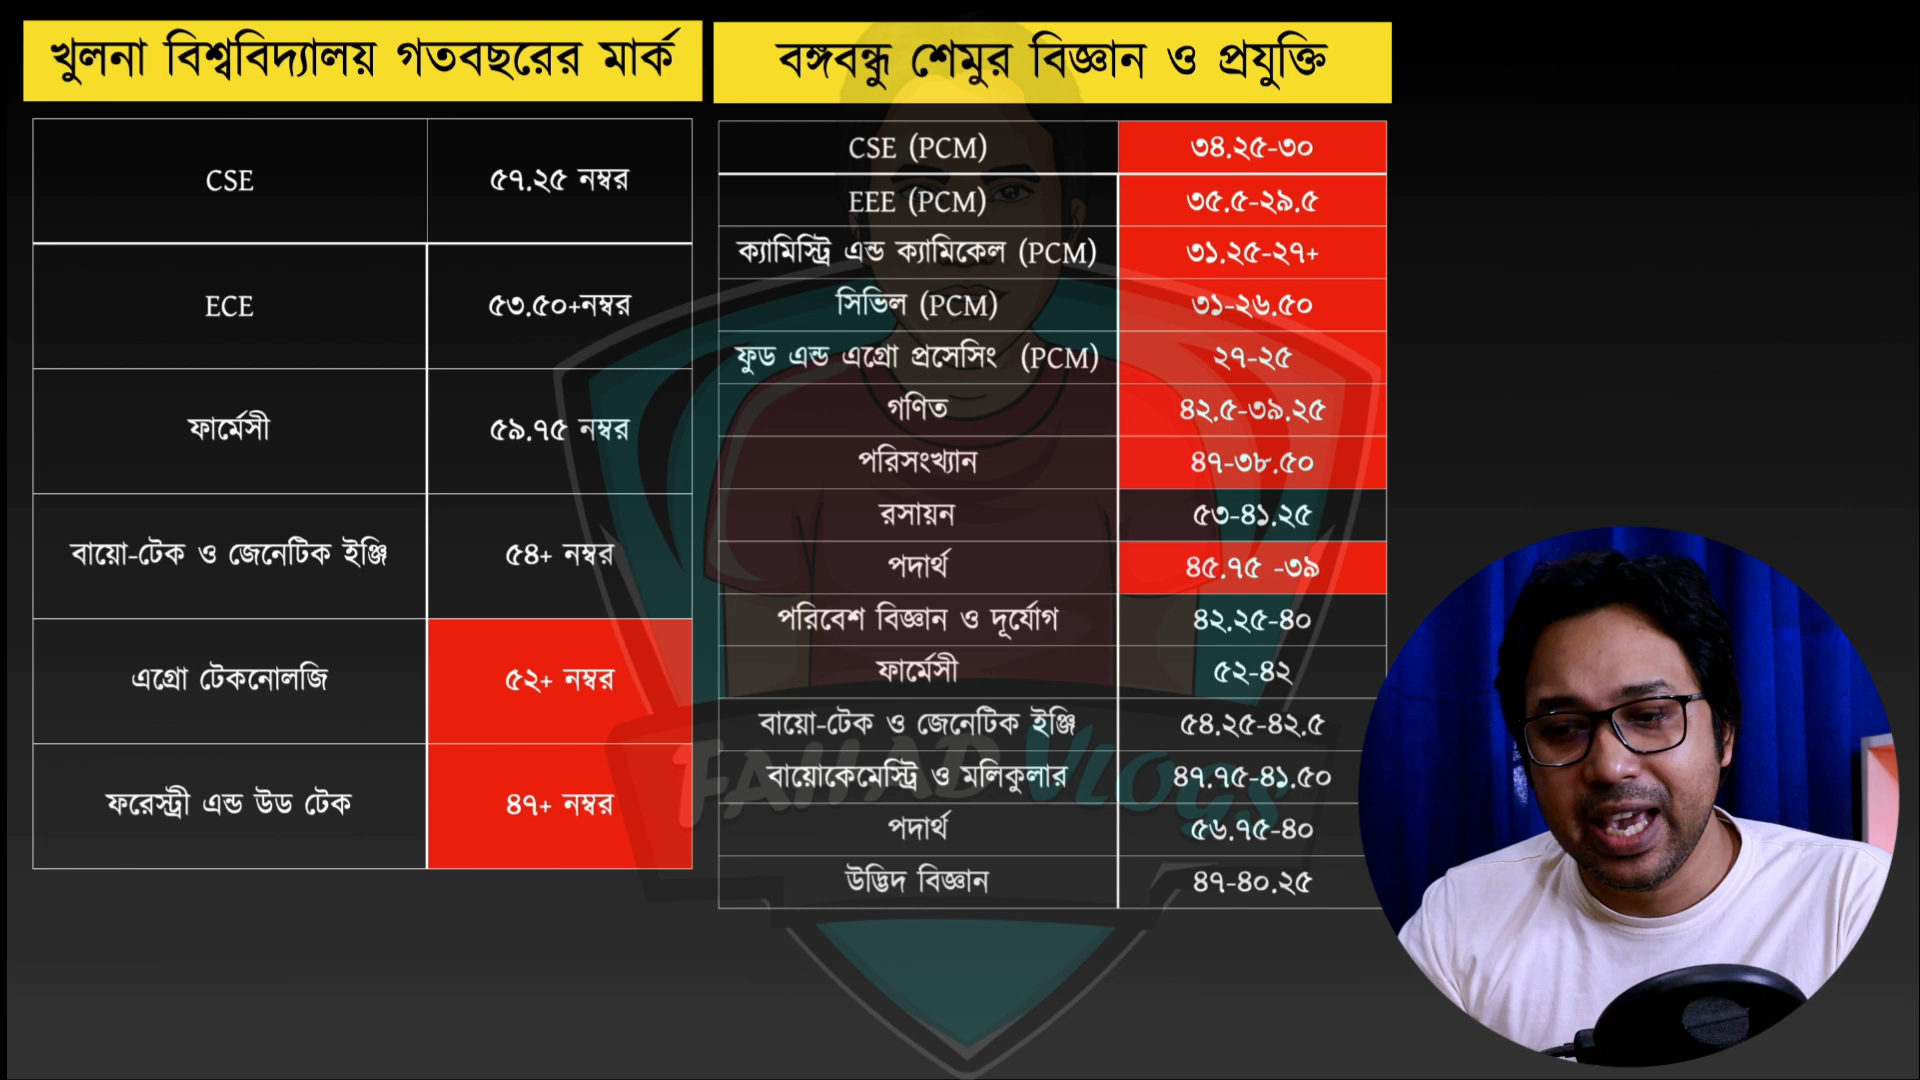 খুলনা বিশ্ববিদ্যালয় গতবছরের মার্ক
CSE ৫৭.২৫ নম্বর
ECE ৫৩.৫০+নম্বর
ফার্মেসী ৫৯.৭৫ নম্বর
বায়ো-টেক ও জেনেটিক ইঞ্জি ৫৪+ নম্বর
এগ্রো টেকনোলজি ৫২+ নম্বর
ফরেস্ট্রী এন্ড উড টেক ৪৭+ নম্বর
বঙ্গবন্ধু শেমুর বিজ্ঞান ও প্রযুক্তি
CSE (PCM) ৩৪.২৫-৩০
EEE (PCM) ৩৫.৫-২৯.৫
ক্যামিস্ট্রি এন্ড ক্যামিকেল (PCM) ৩১.২৫-২৭+
সিভিল (PCM) ৩১-২৬.৫০
ফুড এন্ড এগ্রো প্রসেসিং (PCM) ২৭-২৫
গণিত ৪২.৫-৩৯.২৫
পরিসংখ্যান ৪৭-৩৮.৫০
রসায়ন ৫৩-৪১.২৫
পদার্থ ৪৫.৭৫ -৩৯
পরিবেশ বিজ্ঞান ও দূর্যোগ ৪২.২৫-৪০
ফার্মেসী ৫২-৪২
বায়ো-টেক ও জেনেটিক ইঞ্জি ৫৪.২৫-৪২.৫
বায়োকেমেস্ট্রি ও মলিকুলার ৪৭.৭৫-৪১.৫০
পদার্থ ৫৬.৭৫-৪০
উদ্ভিদ বিজ্ঞান ৪৭-৪০.২৫
FAHAD VLOGS